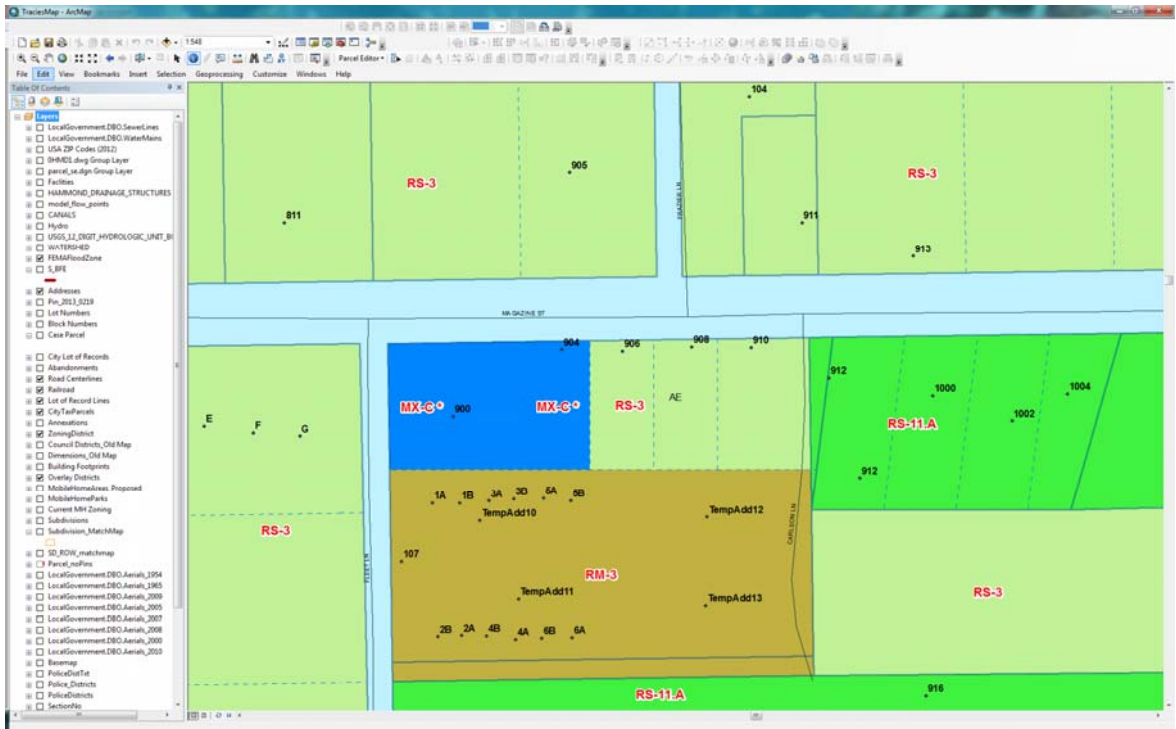 TraciesMap - ArcMap
1:548
Parcel Editor
File Edit View Bookmarks Insert Selection Geoprocessing Customize Windows Help
Table Of Contents
Layers
LocalGovernment.DBO.SewerLines
LocalGovernment.DBO.WaterMains
USA ZIP Codes (2012)
0HMD1.dwg Group Layer
parcel_se.dgn Group Layer
Facilities
HAMMOND_DRAINAGE_STRUCTURES
model_flow_points
CANALS
Hydro
USGS_12_DIGIT_HYDROLOGIC_UNIT_B
WATERSHED
FEMAFloodZone
S_BFE
Addresses
Pin_2013_0219
Lot Numbers
Block Numbers
Case Parcel
City Lot of Records
Abandonments
Road Centerlines
Railroad
Lot of Record Lines
CityTaxParcels
Annexations
ZoningDistrict
Council Districts_Old Map
Dimensions_Old Map
Building Footprints
Overlay Districts
MobileHomeAreas_Proposed
MobileHomeParks
Current MH Zoning
Subdivisions
Subdivision_MatchMap
SD_ROW_matchmap
Parcel_noPins
LocalGovernment.DBO.Aerials_1954
LocalGovernment.DBO.Aerials_1965
LocalGovernment.DBO.Aerials_2009
LocalGovernment.DBO.Aerials_2005
LocalGovernment.DBO.Aerials_2007
LocalGovernment.DBO.Aerials_2008
LocalGovernment.DBO.Aerials_2000
LocalGovernment.DBO.Aerials_2010
Basemap
PoliceDistTxt
Police_Districts
PoliceDistricts
SectionNo
104
905
RS-3
RS-3
811
911
913
FRAZIER LN
MAGAZINE ST
904
906
908
910
912
1000
1004
AE
MX-C*
900
MX-C*
RS-3
RS-11.A
1002
E
F
G
912
1A
1B
3A
3B
5A
5B
TempAdd10
TempAdd12
RS-3
CARLSON LN
107
FLEET LN
RM-3
TempAdd11
TempAdd13
RS-3
2B
2A
4B
4A
6B
6A
RS-11.A
916